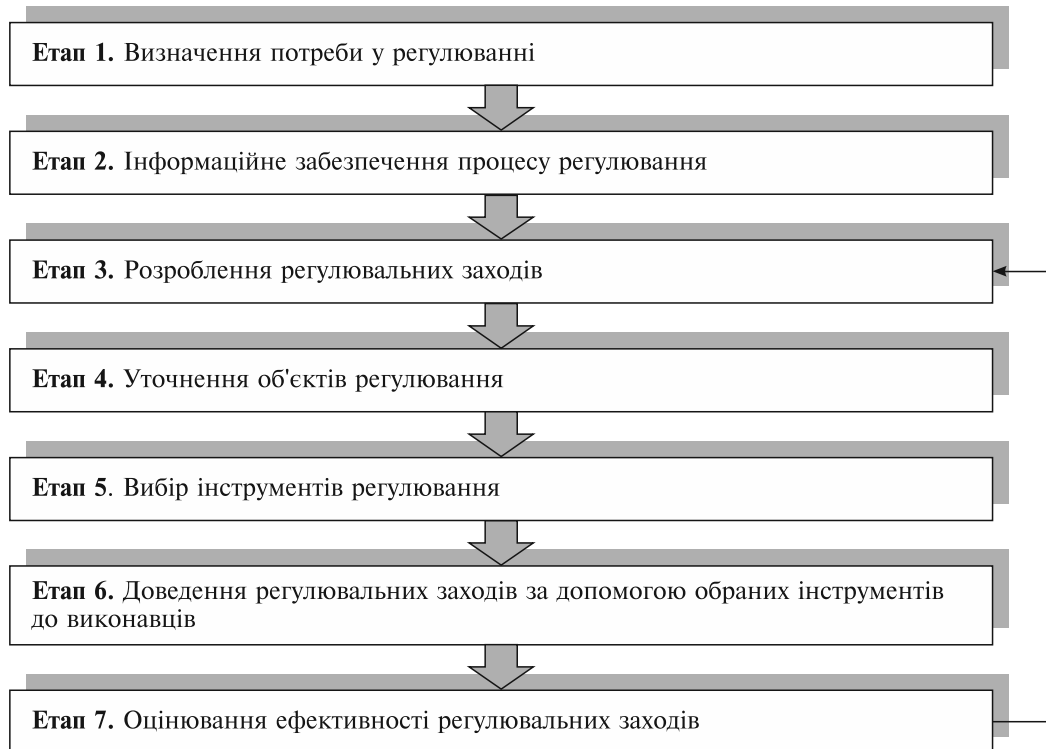 Етап 1. Визначення потреби у регулюванні
Етап 2. Інформаційне забезпечення процесу регулювання
Етап 3. Розроблення регулювальних заходів
Етап 4. Уточнення об'єктів регулювання
Етап 5. Вибір інструментів регулювання
Етап 6. Доведення регулювальних заходів за допомогою обраних інструментів
до виконавців
Етап 7. Оцінювання ефективності регулювальних заходів